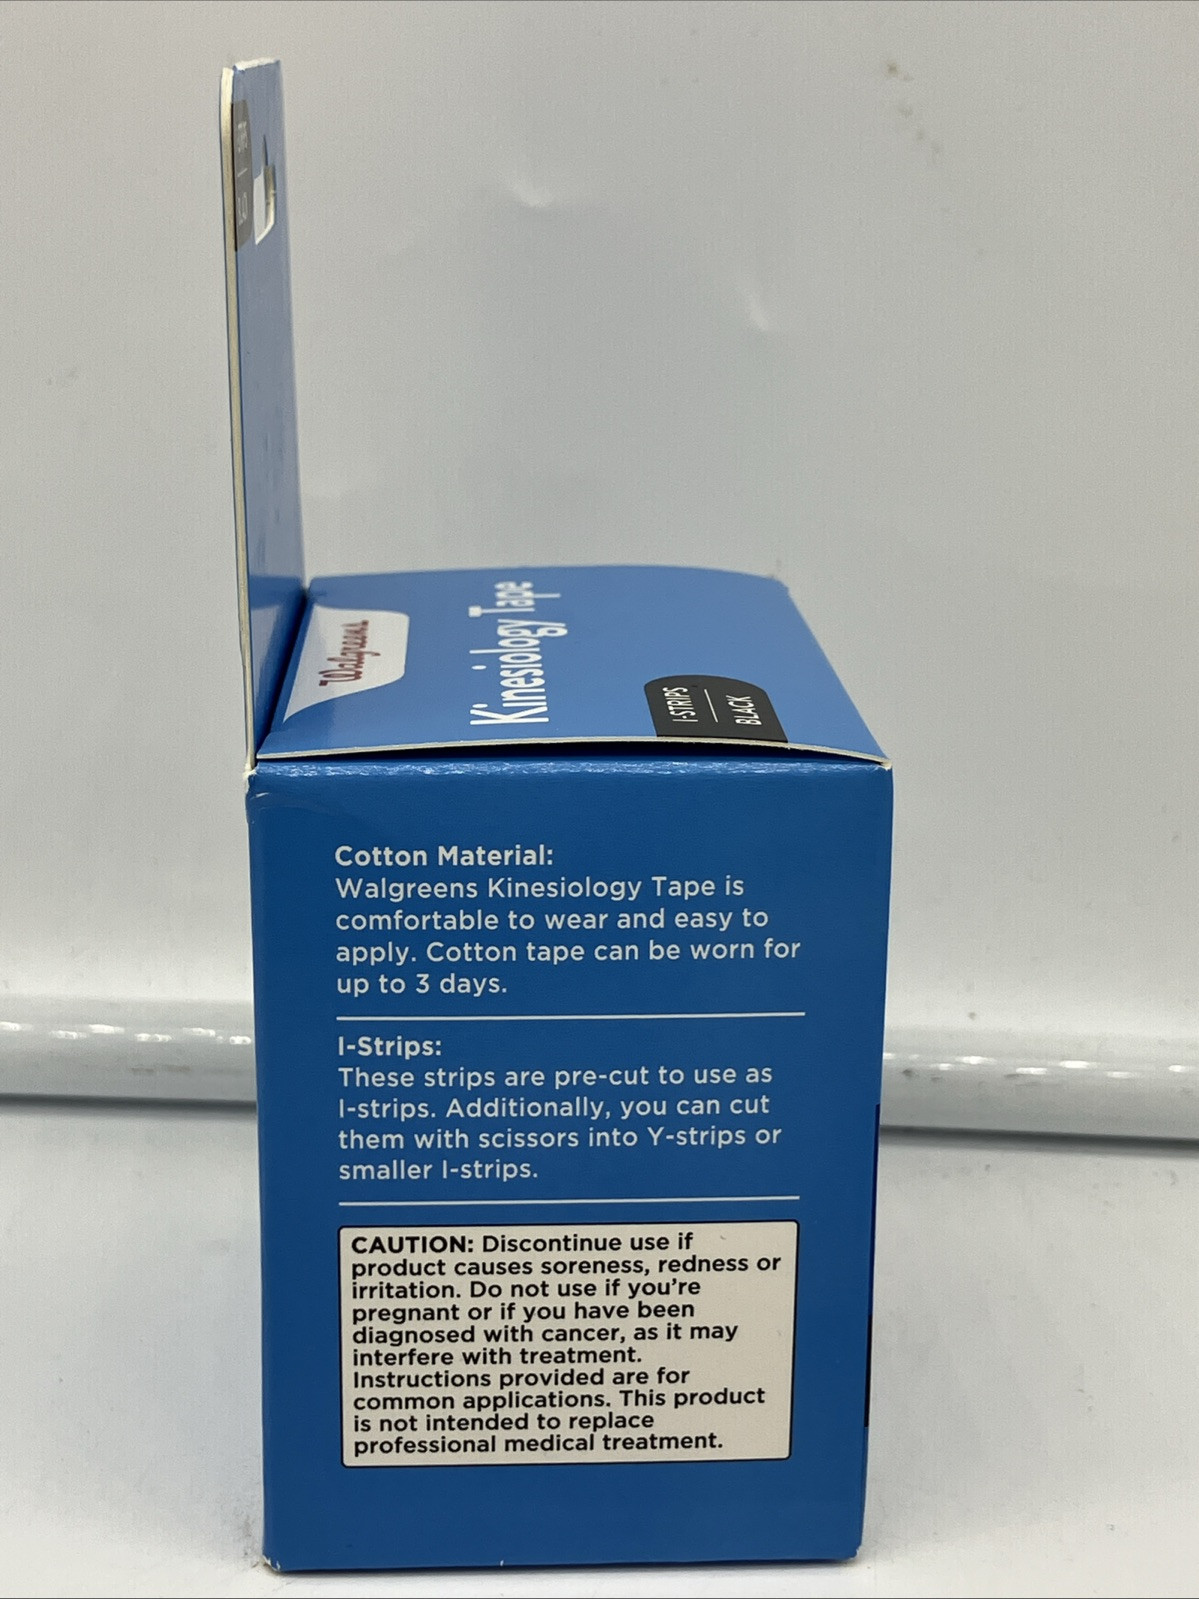 Walgreens
Kinesiology Tape
I-STRIPS
BLACK
Cotton Material:
Walgreens Kinesiology Tape is
comfortable to wear and easy to
apply. Cotton tape can be worn for
up to 3 days.
I-Strips:
These strips are pre-cut to use as
I-strips. Additionally, you can cut
them with scissors into Y-strips or
smaller I-strips.
CAUTION: Discontinue use if
product causes soreness, redness or
irritation. Do not use if you're
pregnant or if you have been
diagnosed with cancer, as it may
interfere with treatment.
Instructions provided are for
common applications. This product
is not intended to replace
professional medical treatment.